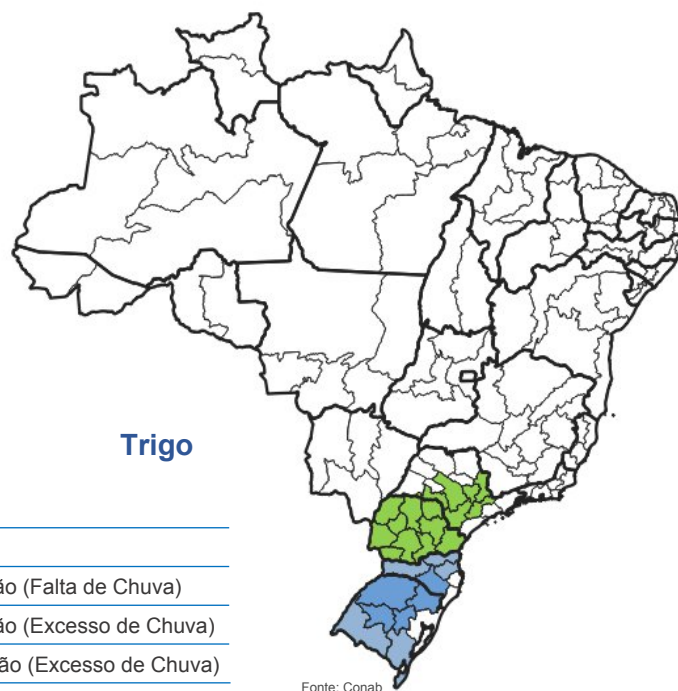 Trigo
ão (Falta de Chuva)
ão (Excesso de Chuva)
ão (Excesso de Chuva)
Fonte: Conab